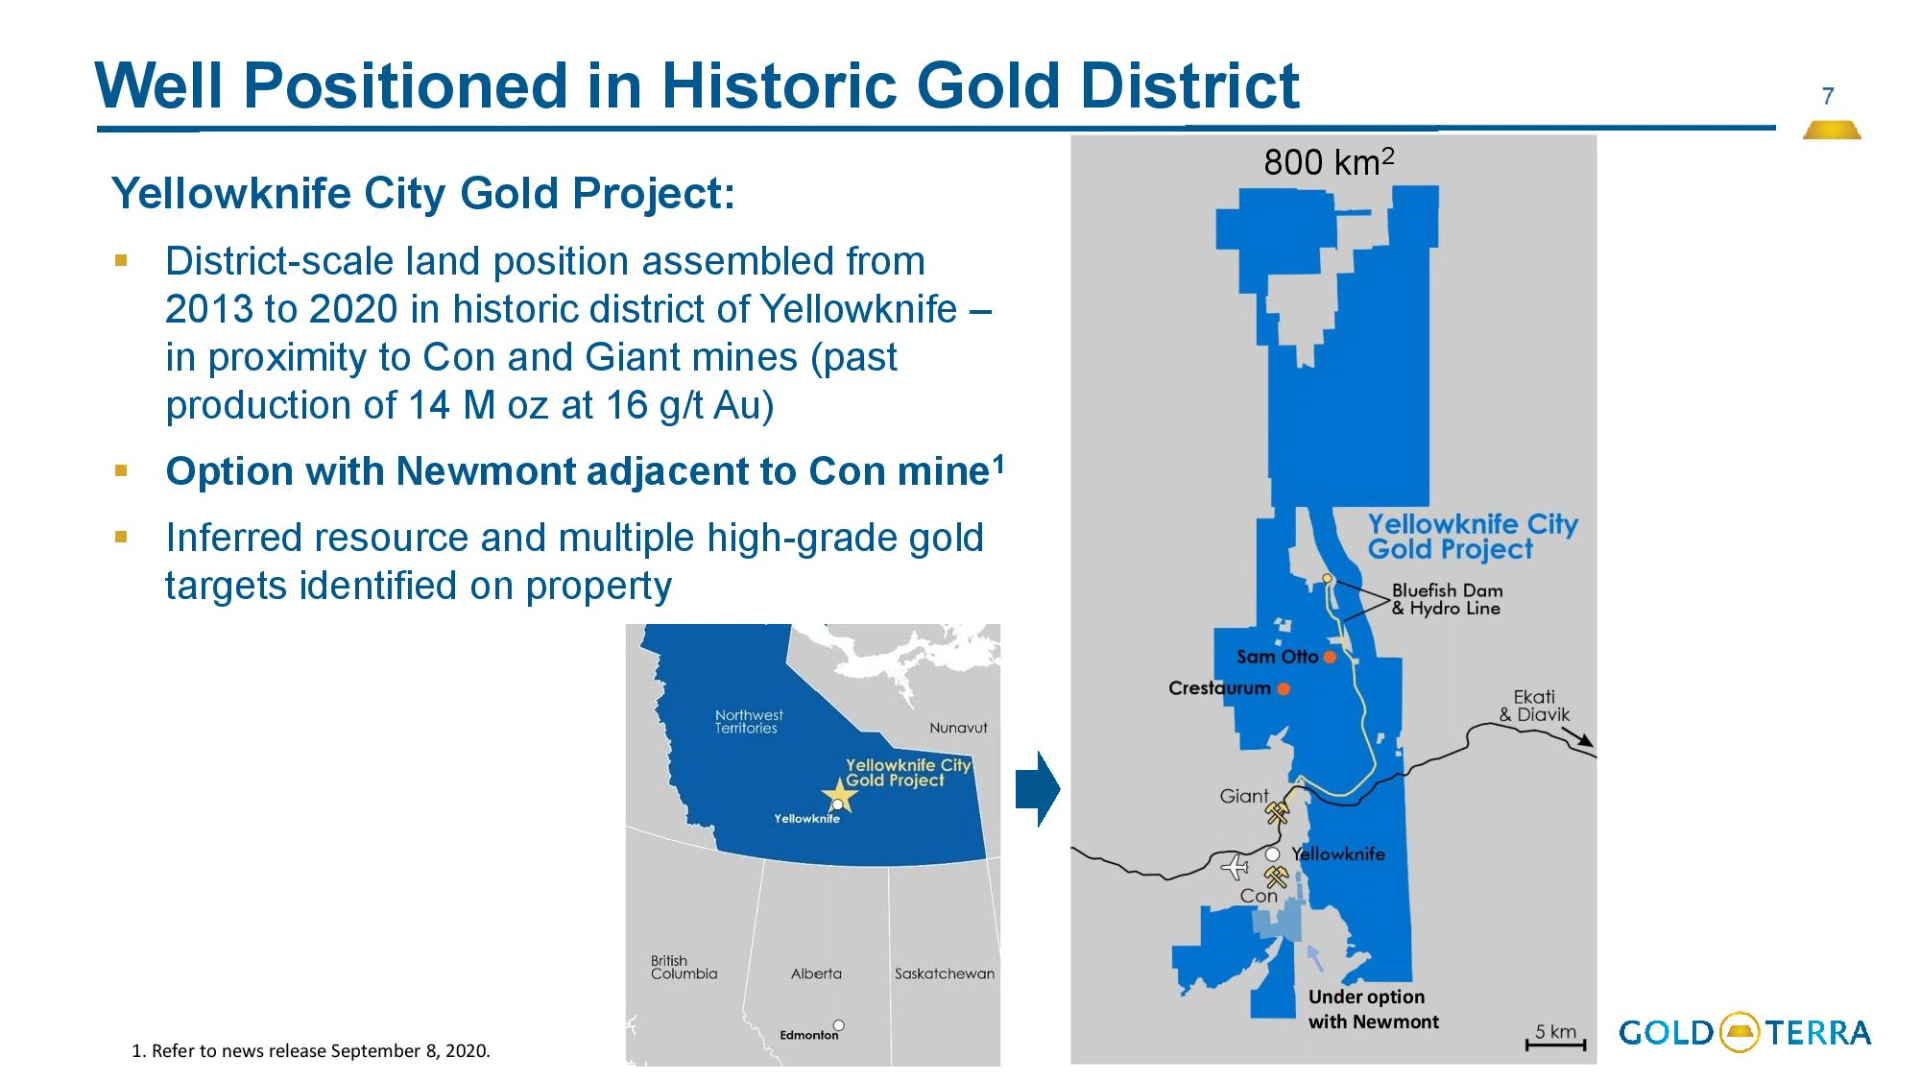 Well Positioned in Historic Gold District
7
Yellowknife City Gold Project:
District-scale land position assembled from
2013 to 2020 in historic district of Yellowknife –
in proximity to Con and Giant mines (past
production of 14 M oz at 16 g/t Au)
Option with Newmont adjacent to Con mine¹
Inferred resource and multiple high-grade gold
targets identified on property
Northwest
Territories
Nunavut
Yellowknife City
Gold Project
Yellowknife
British
Columbia
Alberta
Saskatchewan
Edmonton
800 km²
Yellowknife City
Gold Project
Bluefish Dam
& Hydro Line
Sam Otto
Crestaurum
Ekati
& Diavik
Giant
Yellowknife
Con
Under option
with Newmont
5 km
1. Refer to news release September 8, 2020.
GOLD TERRA